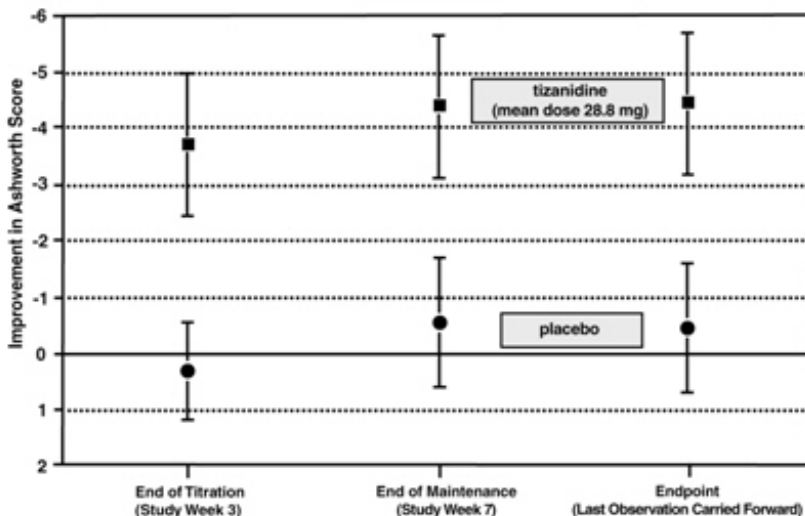 Improvement in Ashworth Score
-6
-5
-4
-3
-2
-1
0
1
2
tizanidine
(mean dose 28.8 mg)
placebo
End of Titration
(Study Week 3)
End of Maintenance
(Study Week 7)
Endpoint
(Last Observation Carried Forward)